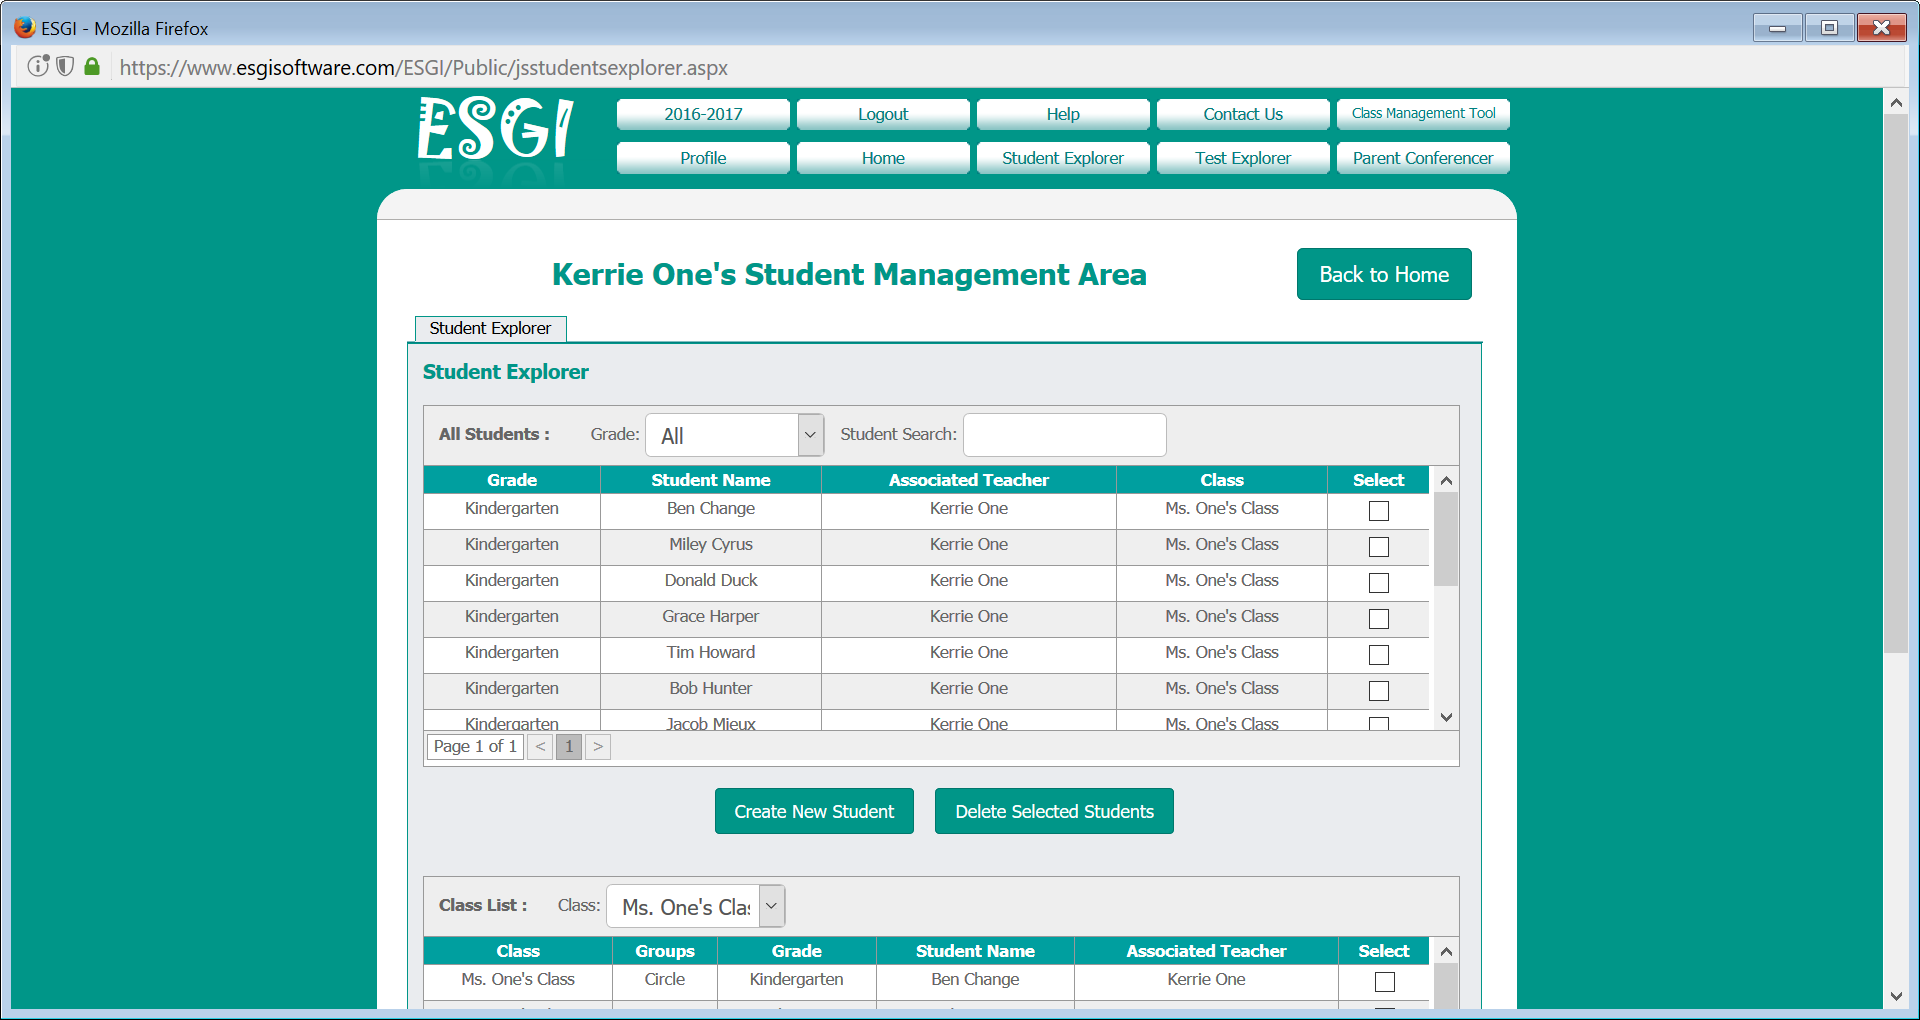 ESGI - Mozilla Firefox
https://www.esgisoftware.com/ESGI/Public/jsstudentsexplorer.aspx
ESGI
2016-2017 Logout Help Contact Us Class Management Tool
Profile Home Student Explorer Test Explorer Parent Conferencer
Kerrie One's Student Management Area
Back to Home
Student Explorer
Student Explorer
All Students : Grade: All Student Search:
Grade Student Name Associated Teacher Class Select
Kindergarten Ben Change Kerrie One Ms. One's Class
Kindergarten Miley Cyrus Kerrie One Ms. One's Class
Kindergarten Donald Duck Kerrie One Ms. One's Class
Kindergarten Grace Harper Kerrie One Ms. One's Class
Kindergarten Tim Howard Kerrie One Ms. One's Class
Kindergarten Bob Hunter Kerrie One Ms. One's Class
Kindergarten Jacob Mieux Kerrie One Ms. One's Class
Page 1 of 1 < 1 >
Create New Student Delete Selected Students
Class List : Class: Ms. One's Clas
Class Groups Grade Student Name Associated Teacher Select
Ms. One's Class Circle Kindergarten Ben Change Kerrie One